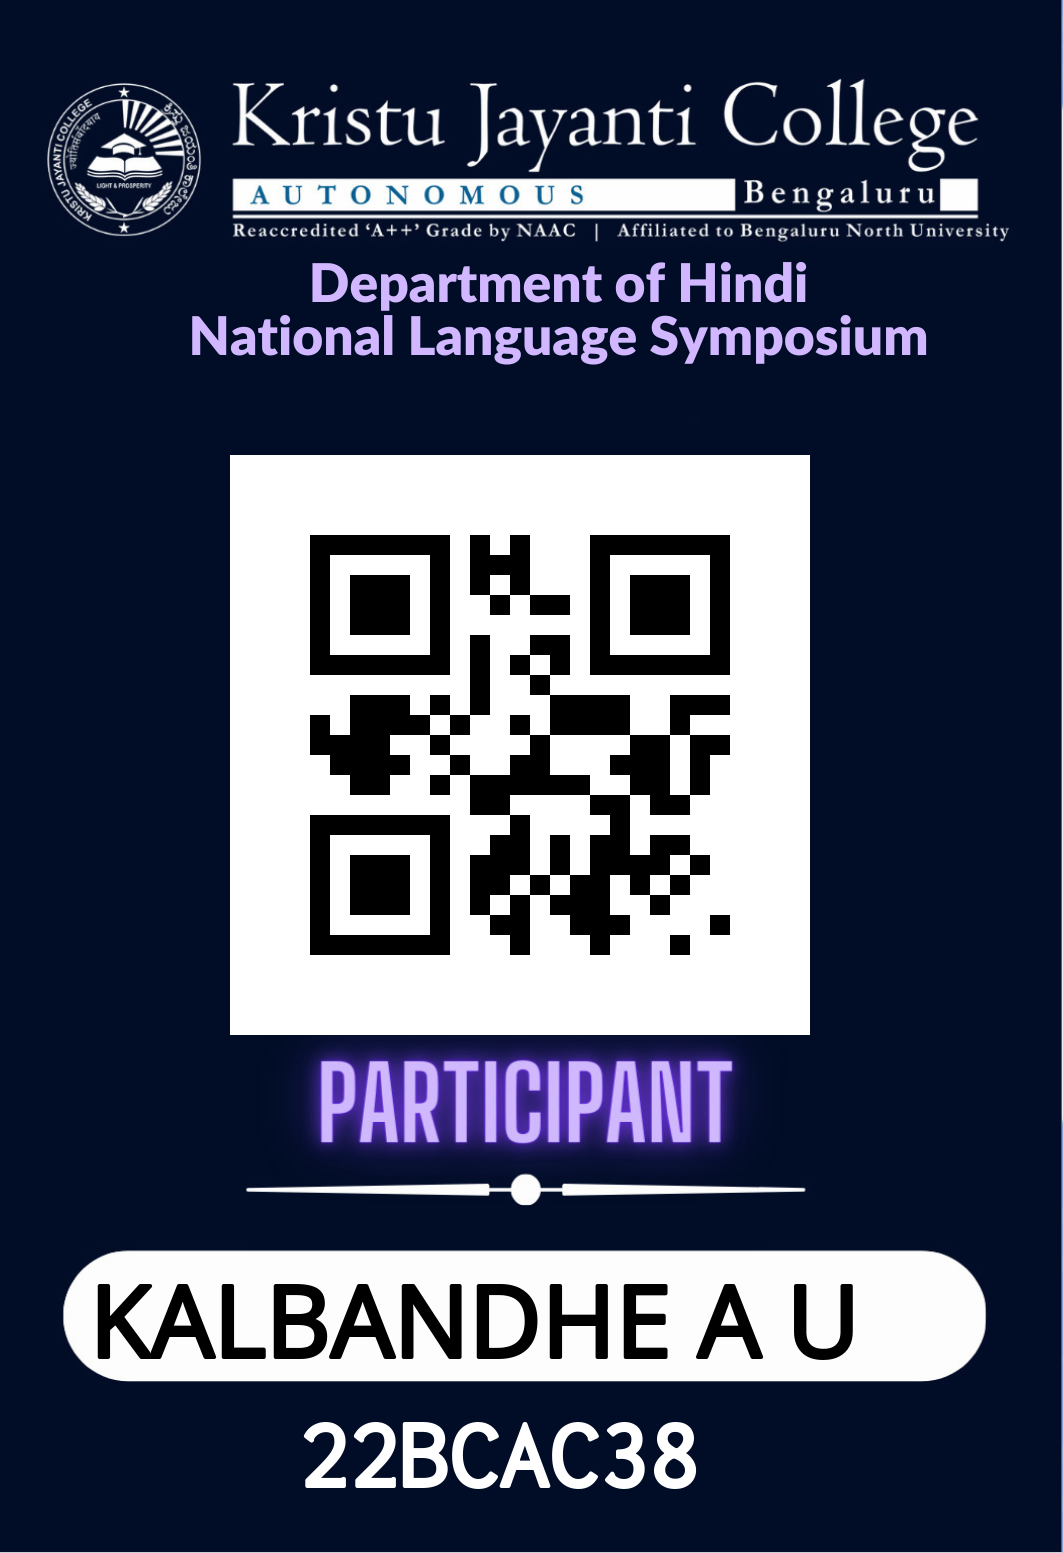 Kristu Jayanti College
AUTONOMOUS Bengaluru
Reaccredited ‘A++’ Grade by NAAC | Affiliated to Bengaluru North University
KRISTU JAYANTI COLLEGE
LIGHT & PROSPERITY
Department of Hindi
National Language Symposium
PARTICIPANT
KALBANDHE A U
22BCAC38